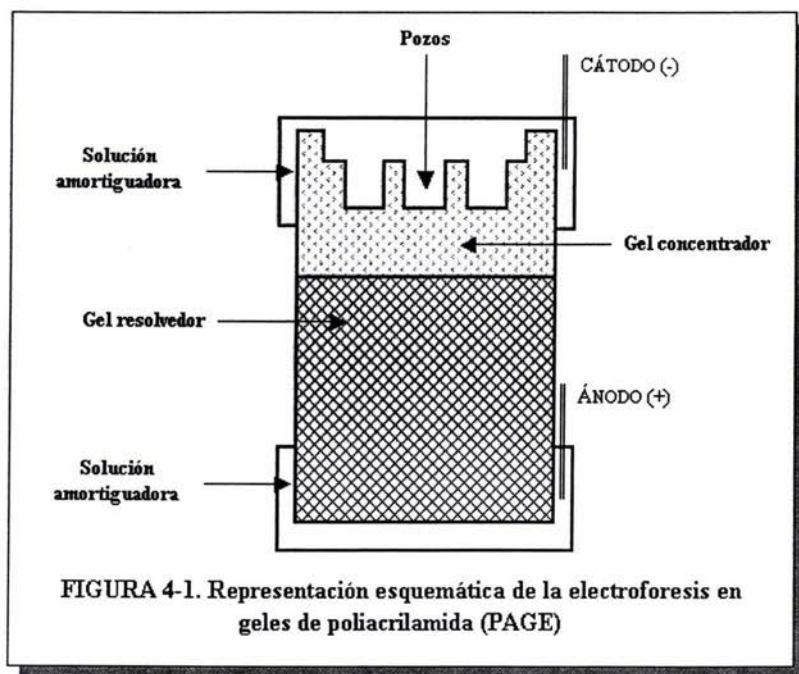 Pozos
CÁTODO (-)
Solución
amortiguadora
Gel concentrador
Gel resolvedor
ÁNODO (+)
Solución
amortiguadora
FIGURA 4-1. Representación esquemática de la electroforesis en
geles de poliacrilamida (PAGE)